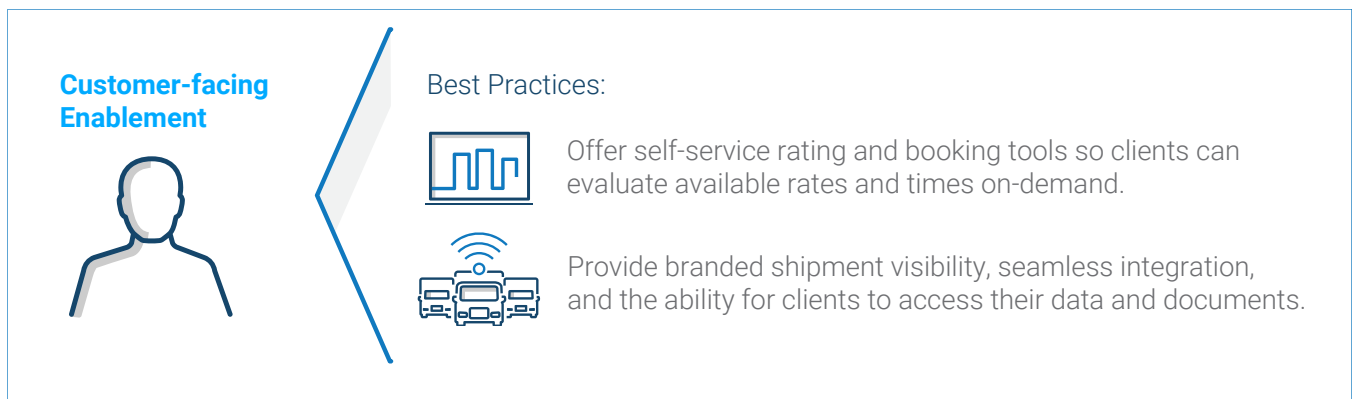 Customer-facing
Enablement
Best Practices:
Offer self-service rating and booking tools so clients can
evaluate available rates and times on-demand.
Provide branded shipment visibility, seamless integration,
and the ability for clients to access their data and documents.